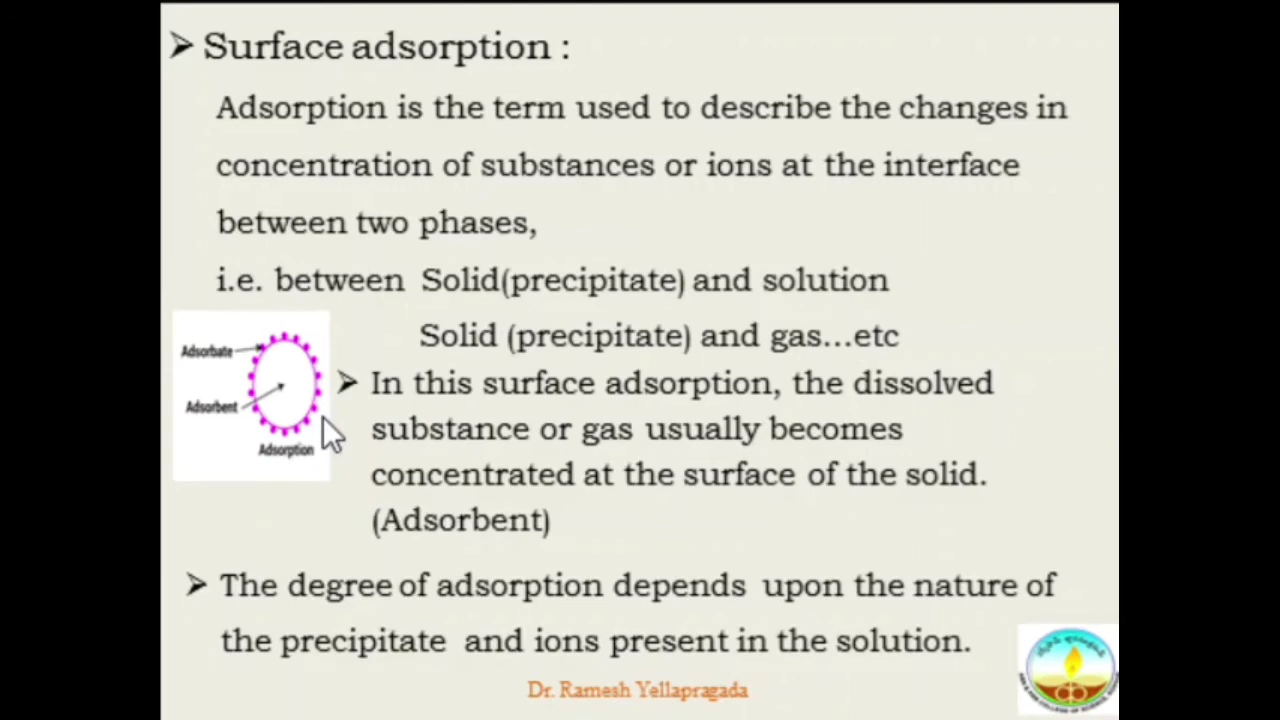 ➤ Surface adsorption :
Adsorption is the term used to describe the changes in
concentration of substances or ions at the interface
between two phases,
i.e. between Solid(precipitate) and solution
Solid (precipitate) and gas...etc
Adsorbate
Adsorbent
Adsorption
➤ In this surface adsorption, the dissolved
substance or gas usually becomes
concentrated at the surface of the solid.
(Adsorbent)
➤ The degree of adsorption depends upon the nature of
the precipitate and ions present in the solution.
Dr. Ramesh Yellapragada